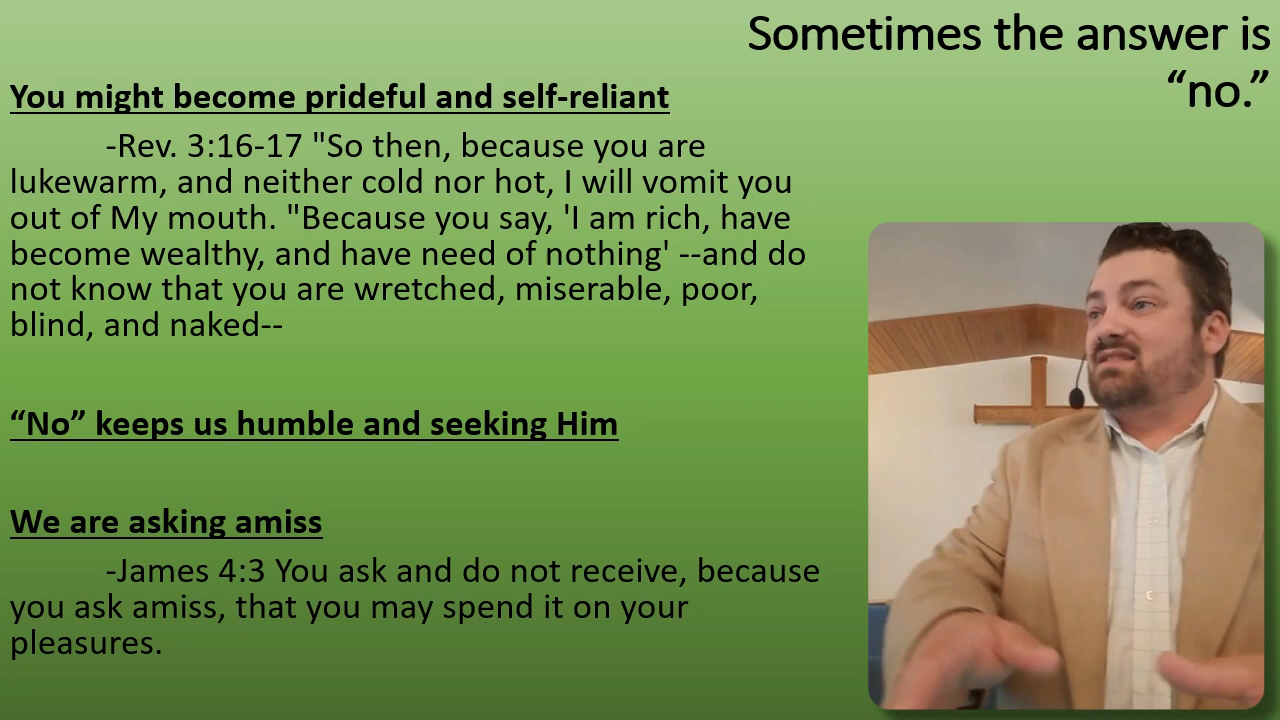 Sometimes the answer is
“no.”
You might become prideful and self-reliant
-Rev. 3:16-17 "So then, because you are
lukewarm, and neither cold nor hot, I will vomit you
out of My mouth. "Because you say, 'I am rich, have
become wealthy, and have need of nothing' --and do
not know that you are wretched, miserable, poor,
blind, and naked--
“No” keeps us humble and seeking Him
We are asking amiss
-James 4:3 You ask and do not receive, because
you ask amiss, that you may spend it on your
pleasures.